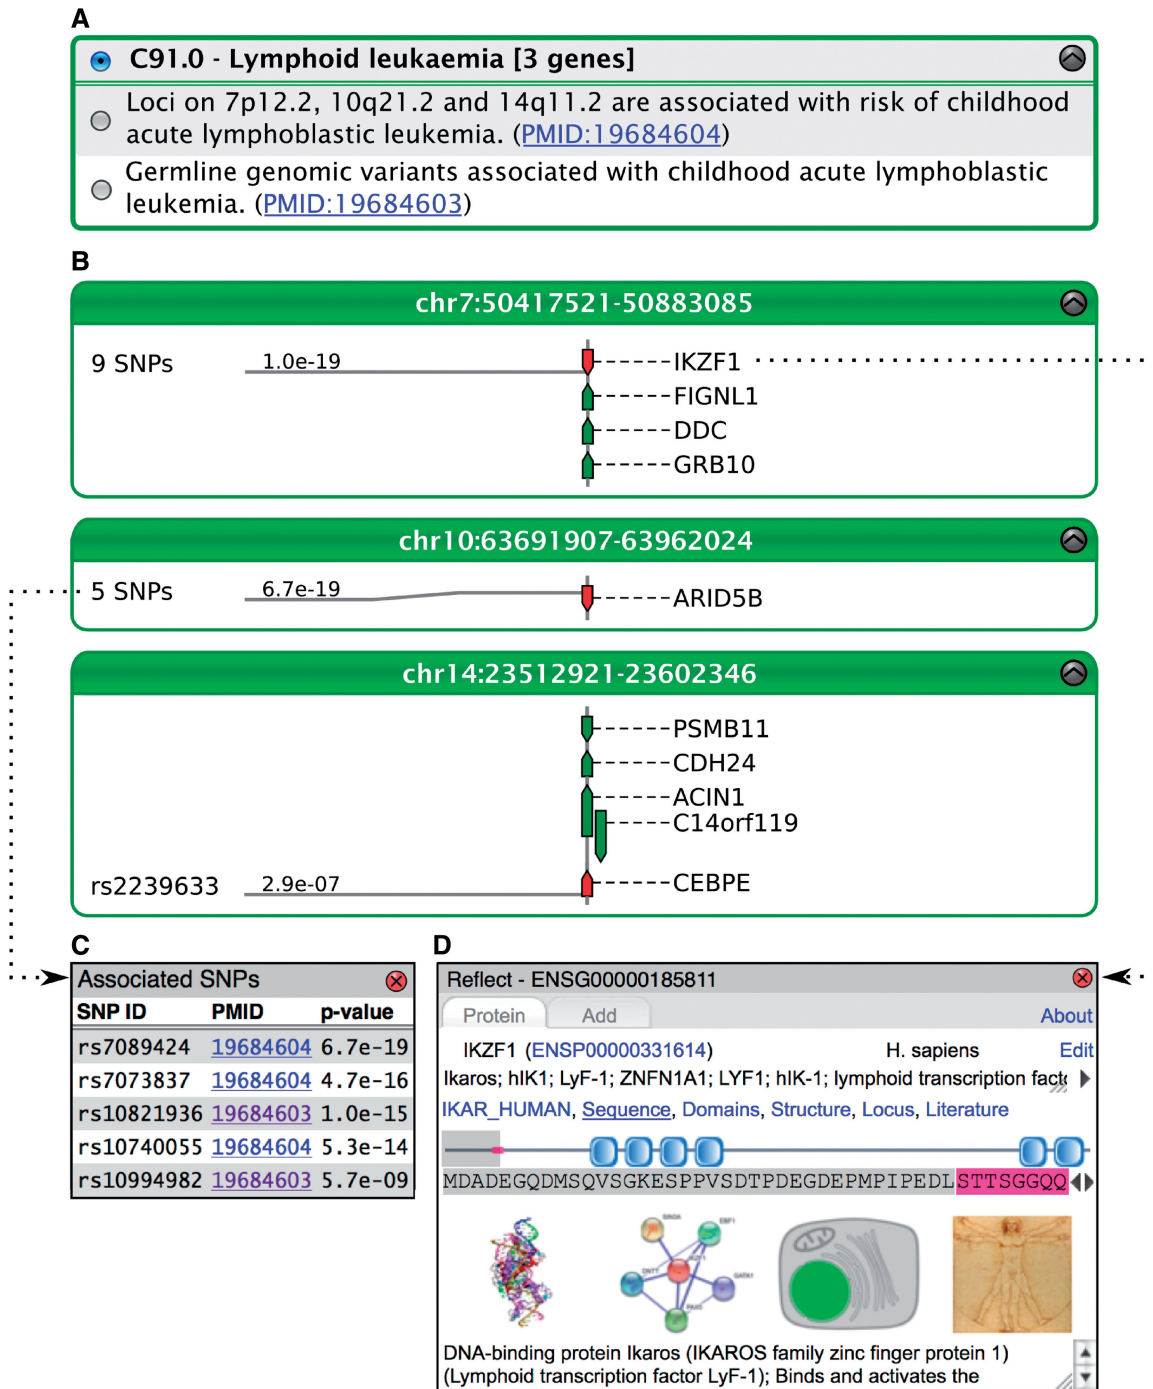 A
C91.0 - Lymphoid leukaemia [3 genes]
Loci on 7p12.2, 10q21.2 and 14q11.2 are associated with risk of childhood
acute lymphoblastic leukemia. (PMID:19684604)
Germline genomic variants associated with childhood acute lymphoblastic
leukemia. (PMID:19684603)
B
chr7:50417521-50883085
9 SNPs 1.0e-19 IKZF1
FIGNL1
DDC
GRB10
chr10:63691907-63962024
5 SNPs 6.7e-19 ARID5B
chr14:23512921-23602346
PSMB11
CDH24
ACIN1
C14orf119
rs2239633 2.9e-07 CEBPE
C
Associated SNPs
SNP ID PMID p-value
rs7089424 19684604 6.7e-19
rs7073837 19684604 4.7e-16
rs10821936 19684603 1.0e-15
rs10740055 19684604 5.3e-14
rs10994982 19684603 5.7e-09
D
Reflect - ENSG00000185811
Protein Add About
IKZF1 (ENSP00000331614) H. sapiens Edit
Ikaros; hIK1; LyF-1; ZNFN1A1; LYF1; hIK-1; lymphoid transcription factc
IKAR_HUMAN, Sequence, Domains, Structure, Locus, Literature
MDADEGQDMSQVSGKESPPVSDTPDEGDEPMPIPEDLSTTSGGQQ
SIN3A EBF1
IKZF1
DNTT GATA1
PAX5
DNA-binding protein Ikaros (IKAROS family zinc finger protein 1)
(Lymphoid transcription factor LyF-1); Binds and activates the